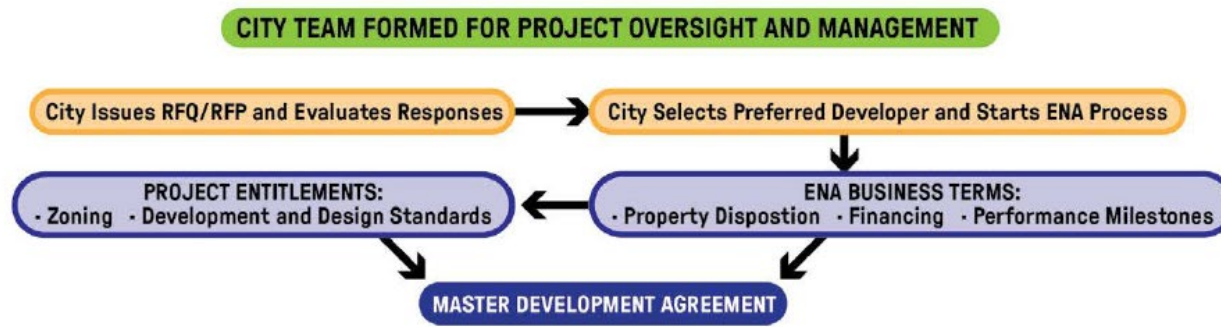 CITY TEAM FORMED FOR PROJECT OVERSIGHT AND MANAGEMENT
City Issues RFQ/RFP and Evaluates Responses
City Selects Preferred Developer and Starts ENA Process
PROJECT ENTITLEMENTS:
· Zoning · Development and Design Standards
ENA BUSINESS TERMS:
· Property Dispostion · Financing · Performance Milestones
MASTER DEVELOPMENT AGREEMENT